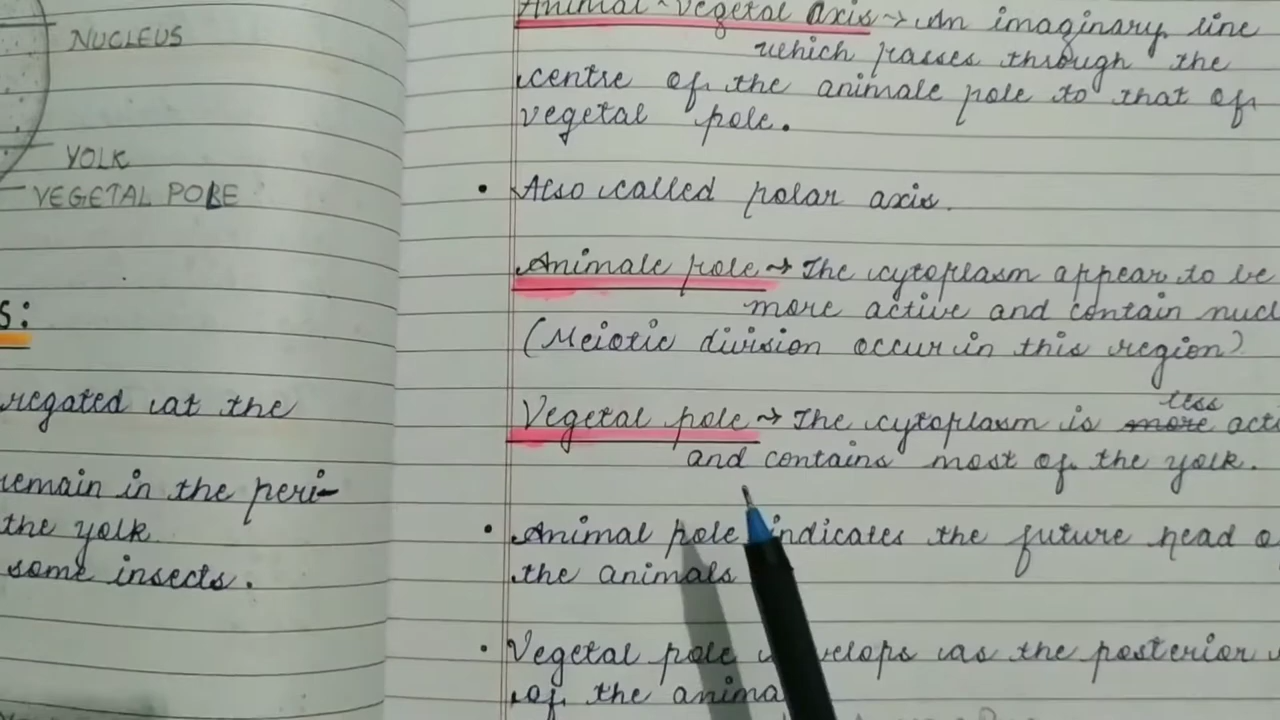 NUCLEUS
YOLK
VEGETAL POLE
s:
regated at the
remain in the peri-
the yolk
some insects.
Animal-Vegetal axis → An imaginary line
which passes through the
centre of the animale pole to that of
vegetal pole.
• Also called polar axis.
Animale pole → The cytoplasm appear to be
more active and contain nucl
(Meiotic division occur in this region)
less
Vegetal pole → The cytoplasm is more acti
and contains most of the yolk.
• Animal pole indicates the future head o
the animals
• Vegetal pole velops as the posterior
of the anima